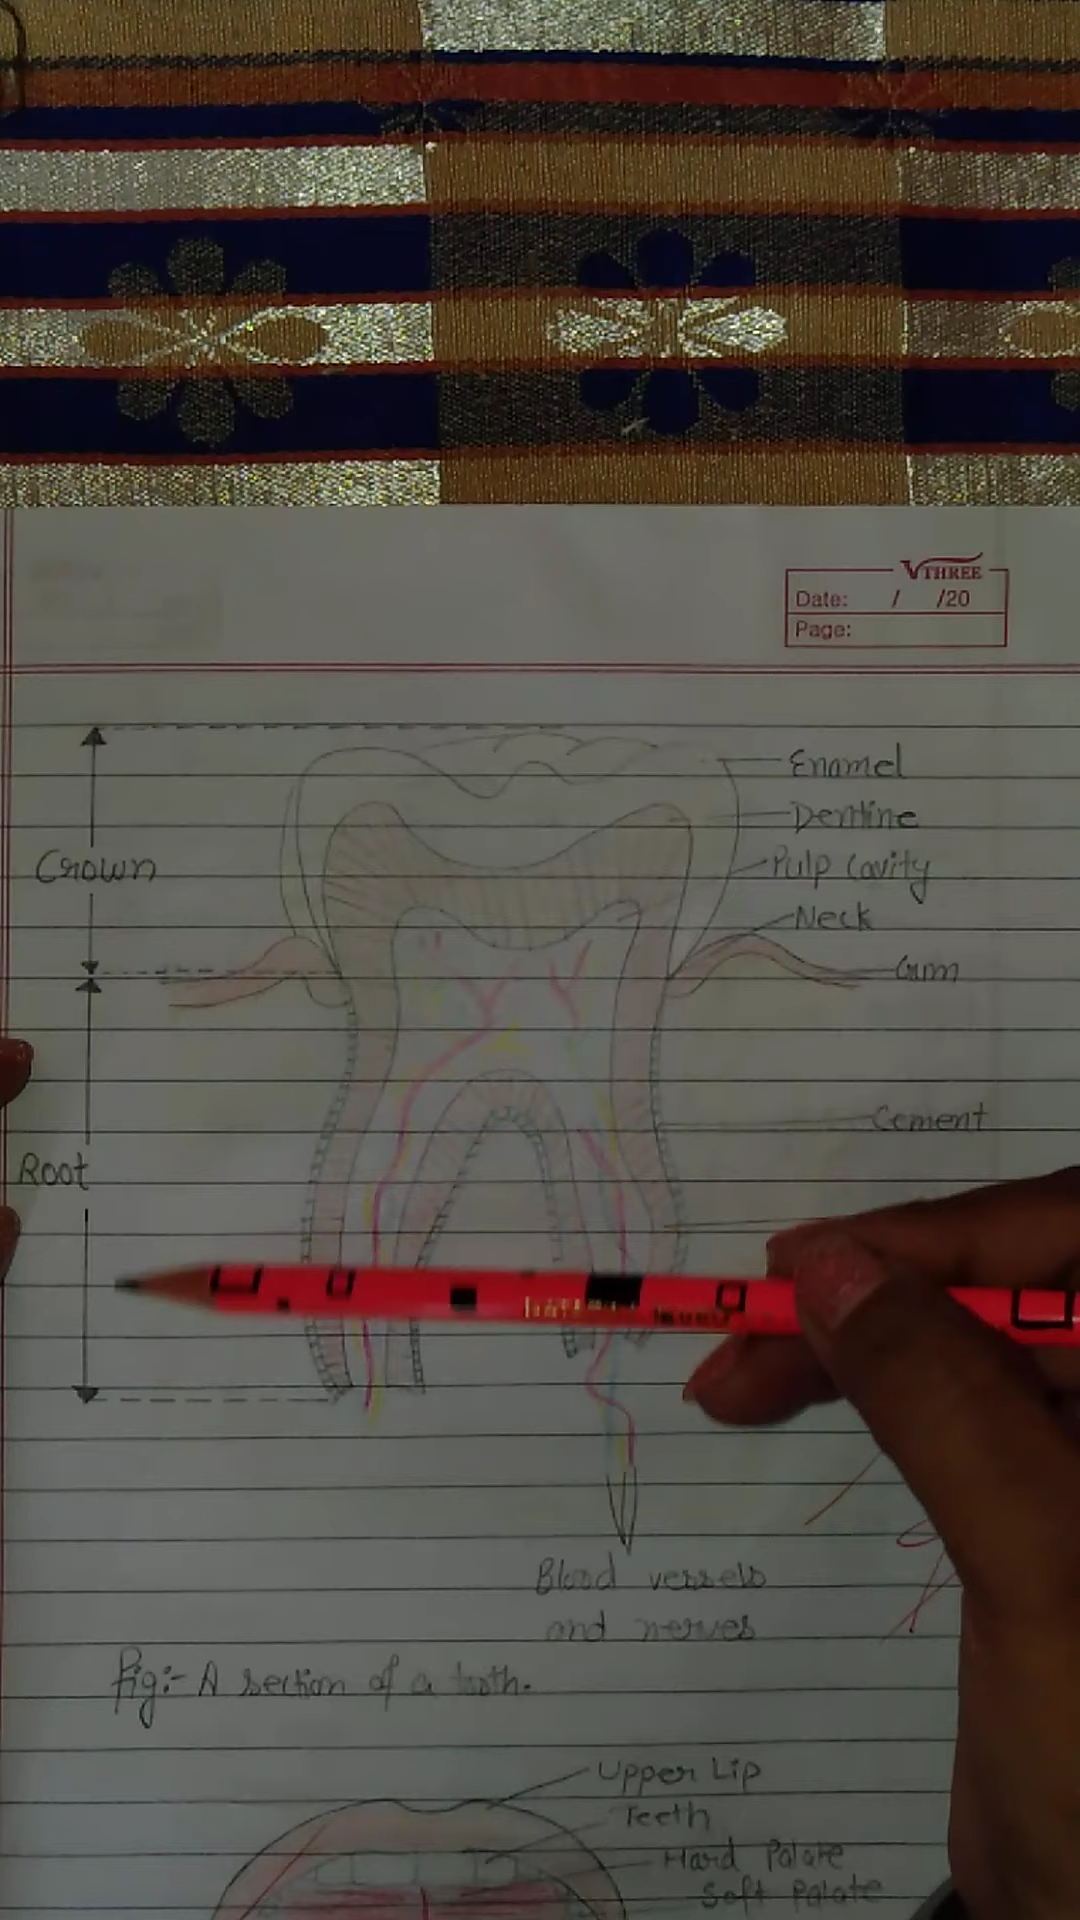 VTHREE
Date: / /20
Page:
Enamel
Dentine
Pulp cavity
Crown
Neck
Gum
Cement
Root
Blood vessels
and nerves
Fig:- A section of a tooth.
Upper Lip
Teeth
Hard Palate
Soft Palate